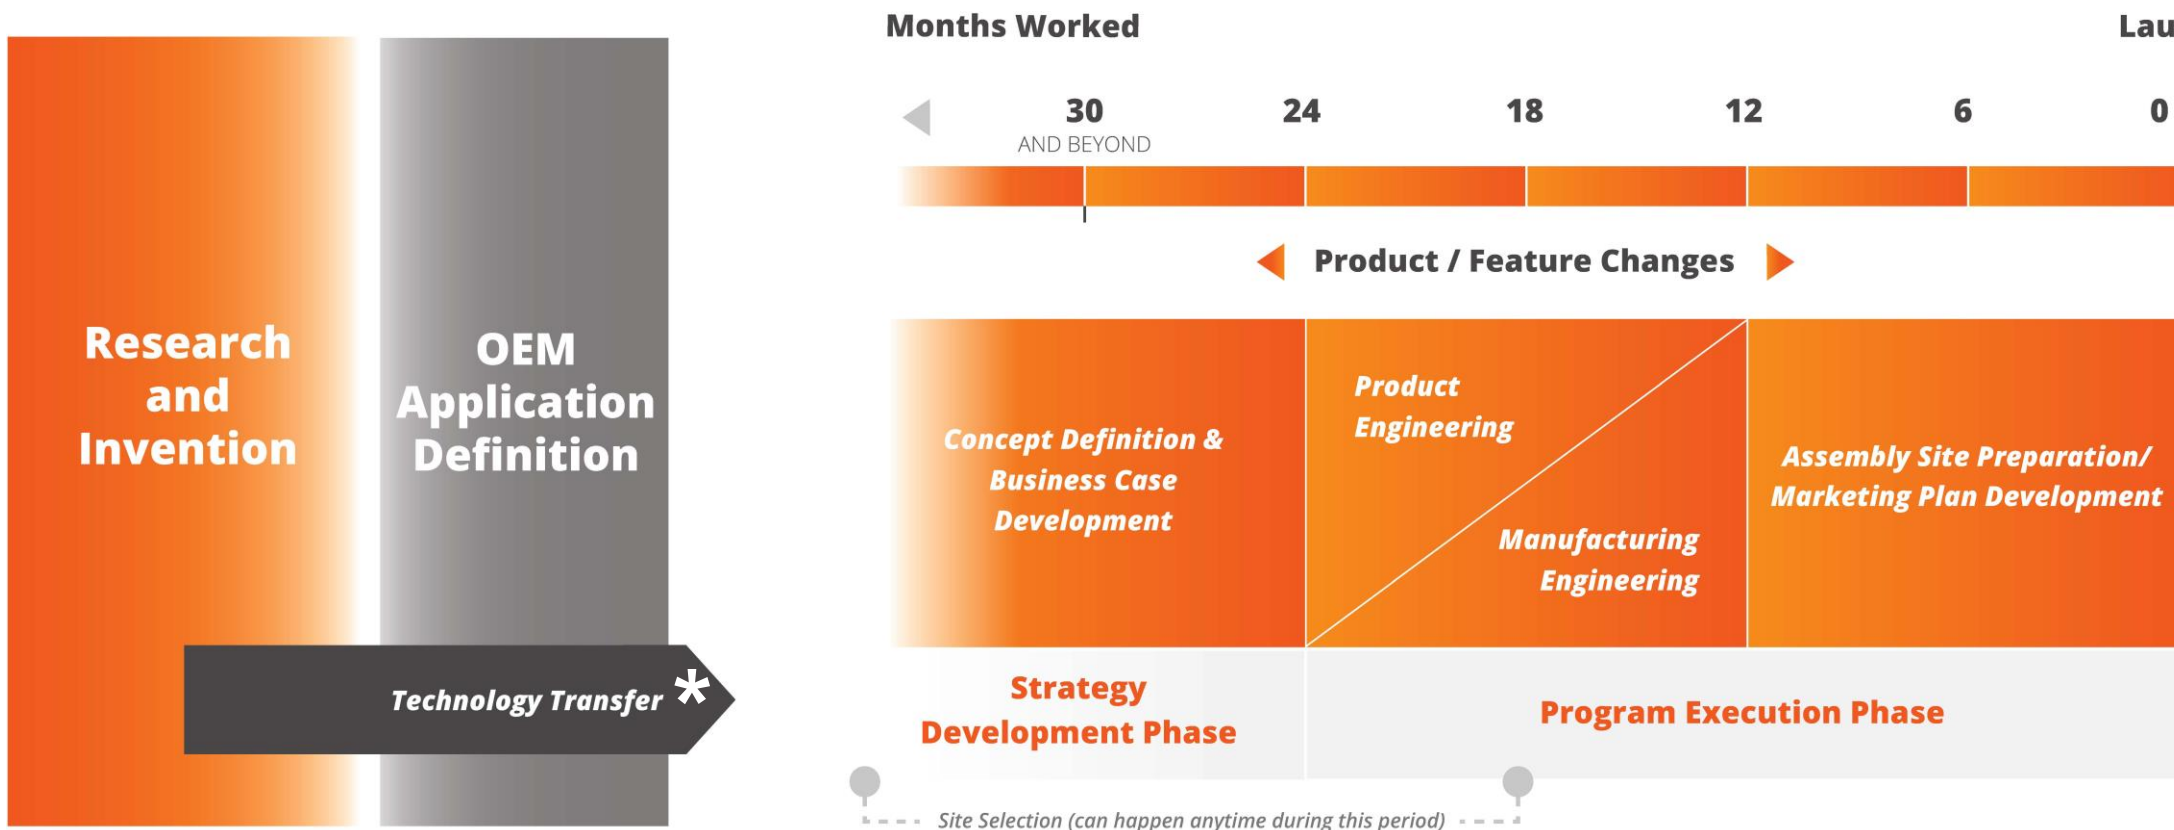 Months Worked
Lau
30
24
18
12
6
0
AND BEYOND
Product / Feature Changes
Research
and
Invention
OEM
Application
Definition
Technology Transfer *
Concept Definition &
Business Case
Development
Product
Engineering
Manufacturing
Engineering
Assembly Site Preparation/
Marketing Plan Development
Strategy
Development Phase
Program Execution Phase
Site Selection (can happen anytime during this period)